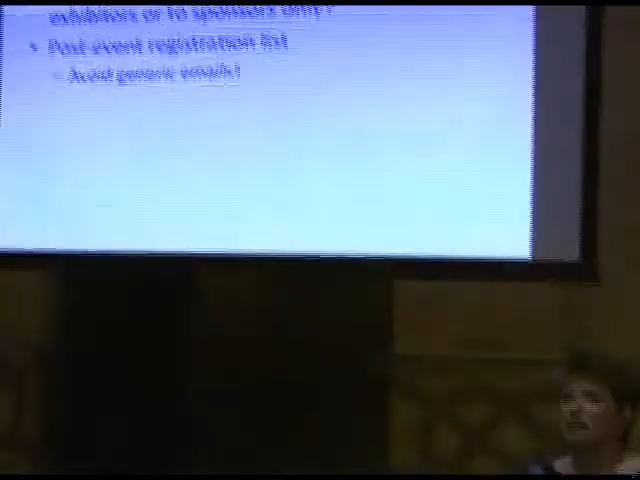 exhibitors or to sponsors only?
• Post-event registration list
– Avoid generic emails!